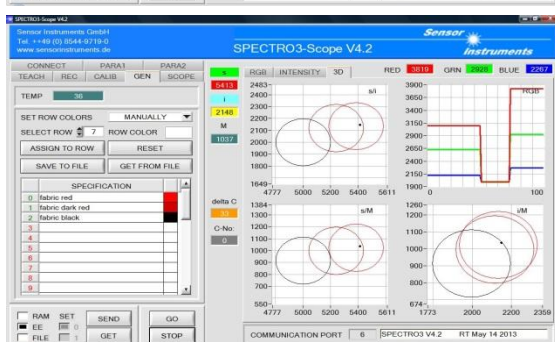 SPECTRO3-Scope V4.2
Sensor Instruments GmbH
Tel. ++49 (0) 8544-9719-0
www.sensorinstruments.de
SPECTRO3-Scope V4.2
Sensor
Instruments
CONNECT PARA1 PARA2
TEACH REC CALIB GEN SCOPE
TEMP 36
SET ROW COLORS MANUALLY
SELECT ROW 7 ROW COLOR
ASSIGN TO ROW RESET
SAVE TO FILE GET FROM FILE
SPECIFICATION
0 fabric red
1 fabric dark red
2 fabric black
3
4
5
6
7
8
9
RAM SET SEND GO
EE 0
FILE 1 GET STOP
s
5413
i
2148
M
1037
delta C
33
C-No:
0
RGB INTENSITY 3D RED 3819 GRN 2928 BLUE 2267
s/i
2483
2400
2300
2200
2100
2000
1900
1800
1649
4777 5000 5200 5400 5611
RGB
3900
3650
3400
3150
2900
2650
2400
2150
1900
0 100
s/M
1384
1300
1200
1100
1000
900
800
700
550
4777 5000 5200 5400 5611
i/M
1260
1200
1100
1000
900
800
674
1773 2000 2200 2359
COMMUNICATION PORT 6 SPECTRO3 V4.2 RT May 14 2013